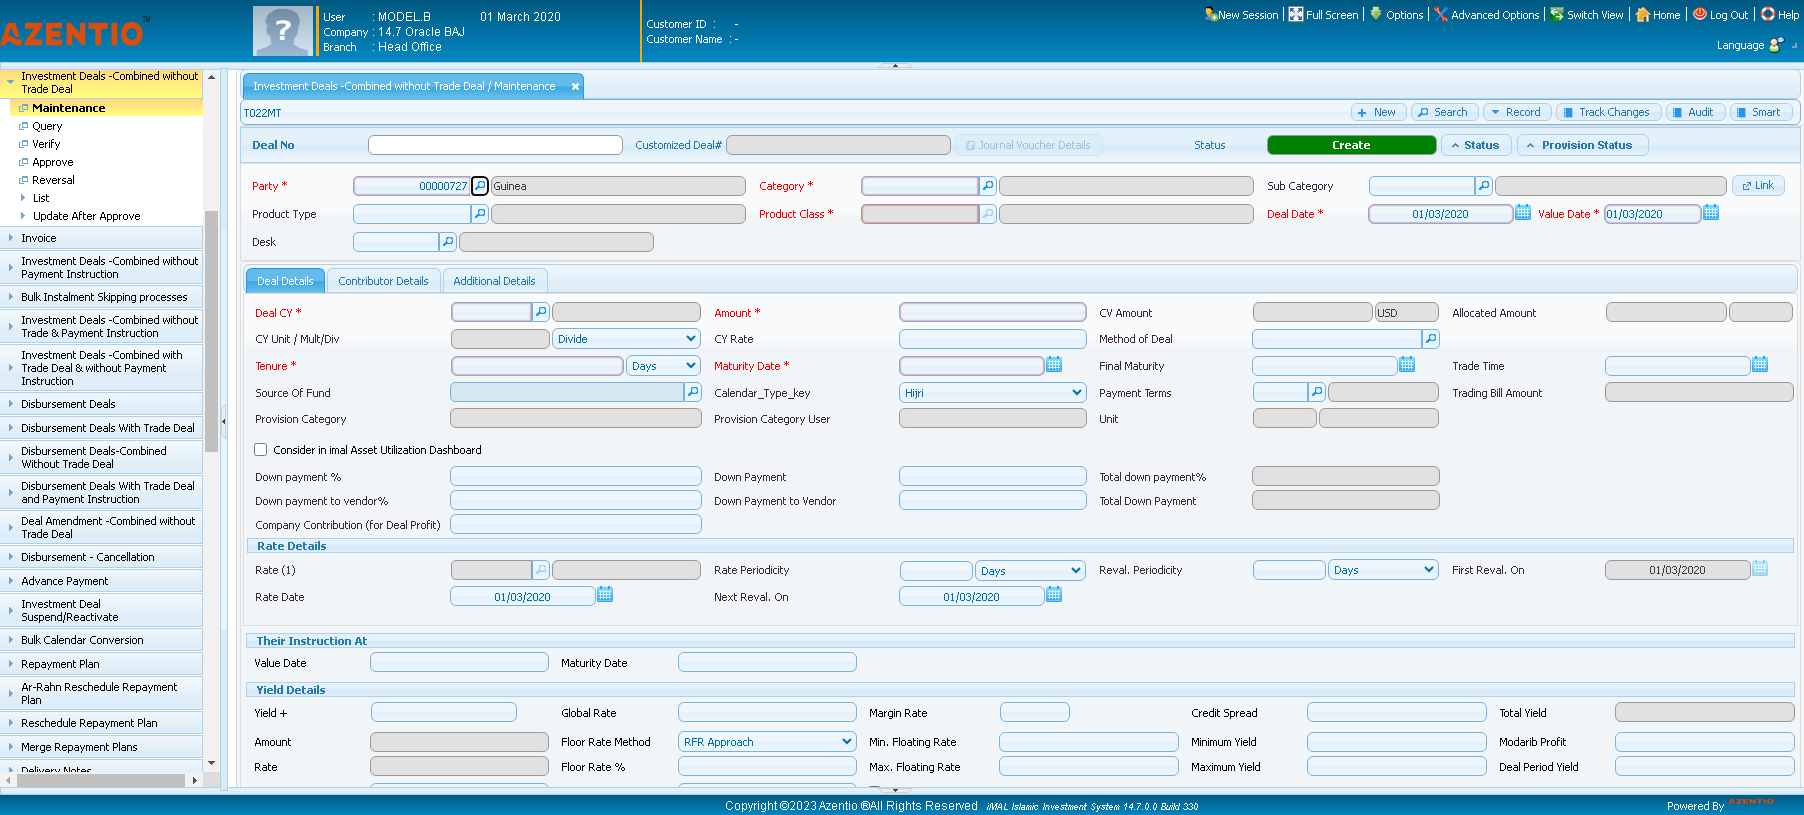 AZENTIO™
User : MODEL.B 01 March 2020
Company : 14.7 Oracle BAJ
Branch : Head Office
Customer ID : -
Customer Name : -
New Session Full Screen Options Advanced Options Switch View Home Log Out Help
Language
Investment Deals -Combined without Trade Deal
Maintenance
Query
Verify
Approve
Reversal
List
Update After Approve
Invoice
Investment Deals -Combined without Payment Instruction
Bulk Instalment Skipping processes
Investment Deals -Combined without Trade & Payment Instruction
Investment Deals -Combined with Trade Deal & without Payment Instruction
Disbursement Deals
Disbursement Deals With Trade Deal
Disbursement Deals-Combined Without Trade Deal
Disbursement Deals With Trade Deal and Payment Instruction
Deal Amendment -Combined without Trade Deal
Disbursement - Cancellation
Advance Payment
Investment Deal Suspend/Reactivate
Bulk Calendar Conversion
Repayment Plan
Ar-Rahn Reschedule Repayment Plan
Reschedule Repayment Plan
Merge Repayment Plans
Delivery Notes
Investment Deals -Combined without Trade Deal / Maintenance
T022MT New Search Record Track Changes Audit Smart
Deal No Customized Deal# Journal Voucher Details Status Create Status Provision Status
Party * 00000727 Guinea Category * Sub Category Link
Product Type Product Class * Deal Date * 01/03/2020 Value Date * 01/03/2020
Desk
Deal Details Contributor Details Additional Details
Deal CY * Amount * CV Amount USD Allocated Amount
CY Unit / Mult/Div Divide CY Rate Method of Deal
Tenure * Days Maturity Date * Final Maturity Trade Time
Source Of Fund Calendar_Type_key Hijri Payment Terms Trading Bill Amount
Provision Category Provision Category User Unit
Consider in imal Asset Utilization Dashboard
Down payment % Down Payment Total down payment%
Down payment to vendor% Down Payment to Vendor Total Down Payment
Company Contribution (for Deal Profit)
Rate Details
Rate (1) Rate Periodicity Days Reval. Periodicity Days First Reval. On 01/03/2020
Rate Date 01/03/2020 Next Reval. On 01/03/2020
Their Instruction At
Value Date Maturity Date
Yield Details
Yield + Global Rate Margin Rate Credit Spread Total Yield
Amount Floor Rate Method RFR Approach Min. Floating Rate Minimum Yield Modarib Profit
Rate Floor Rate % Max. Floating Rate Maximum Yield Deal Period Yield
Copyright ©2023 Azentio ®All Rights Reserved iMAL Islamic Investment System 14.7.0.0 Build 330
Powered By AZENTIO